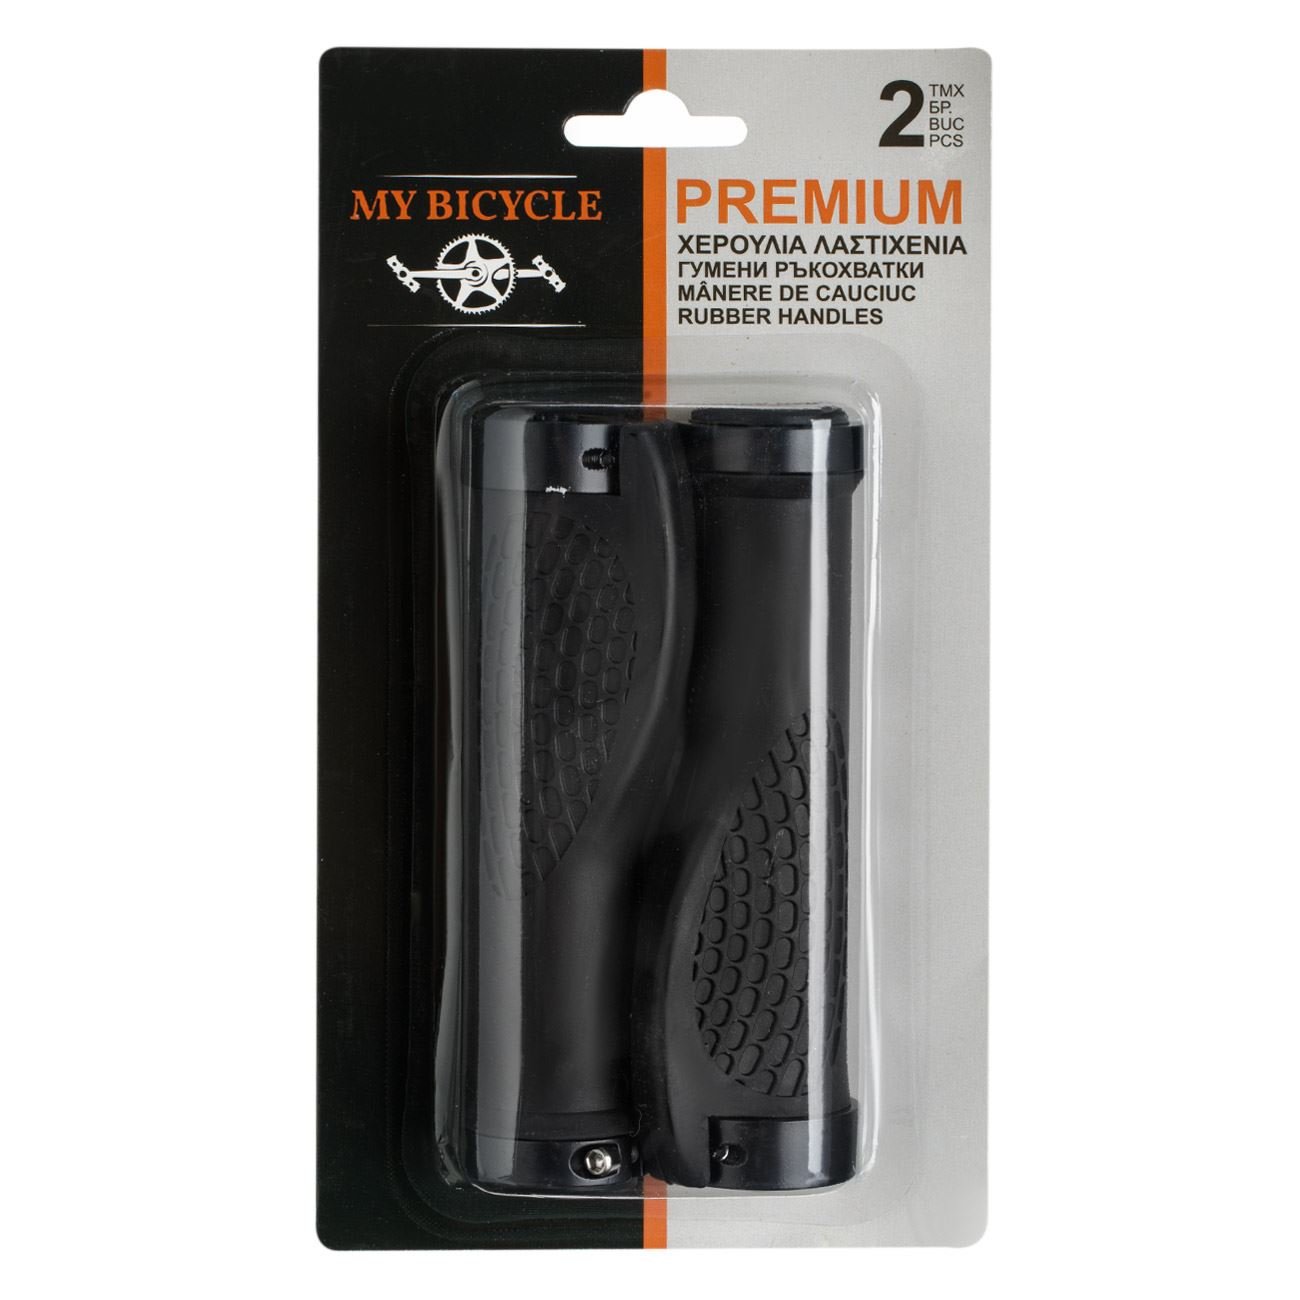 MY BICYCLE
2 ΤΜΧ
БР.
BUC
PCS
PREMIUM
ΧΕΡΟΥΛΙΑ ΛΑΣΤΙΧΕΝΙΑ
ГУМЕНИ РЪКОХВАТКИ
MÂNERE DE CAUCIUC
RUBBER HANDLES